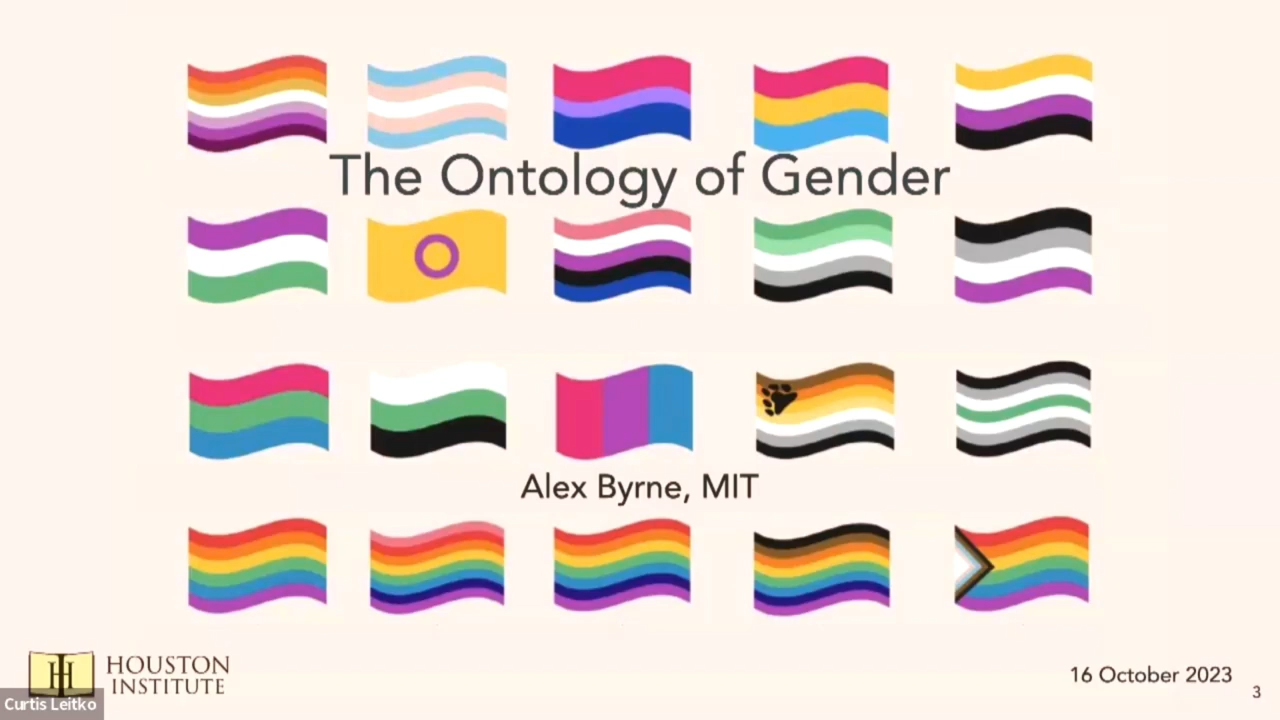 The Ontology of Gender
Alex Byrne, MIT
HOUSTON
INSTITUTE
H
16 October 2023
3
Curtis Leitko